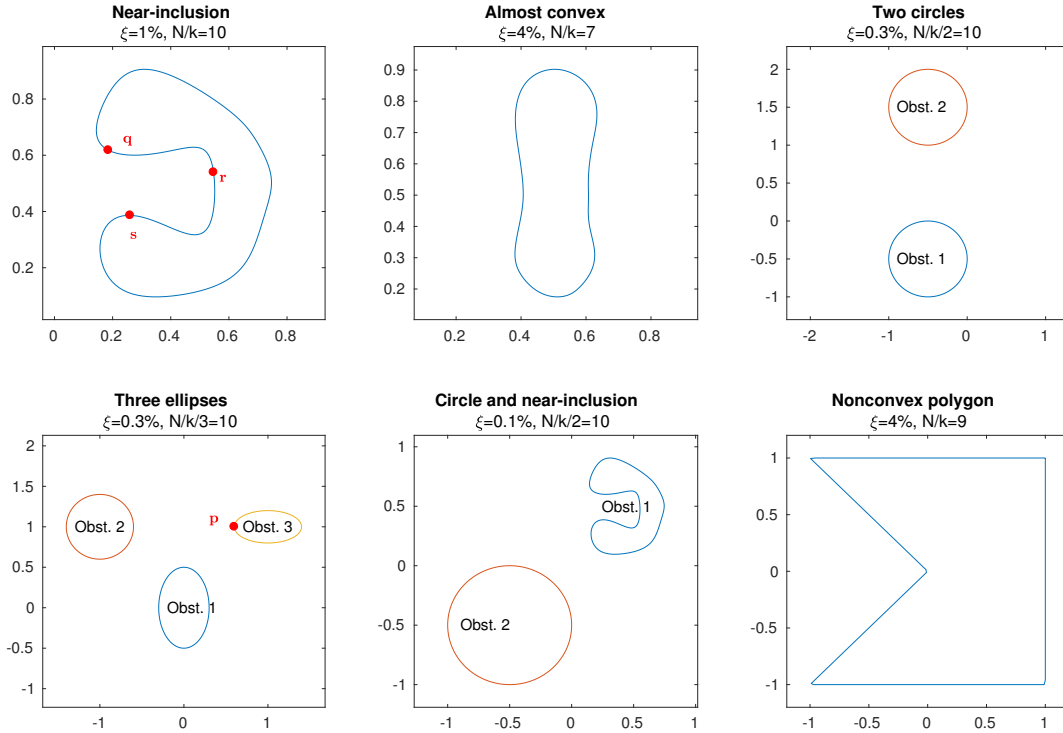 Near-inclusion
ξ=1%, N/k=10
0.8
0.6
0.4
0.2
0 0.2 0.4 0.6 0.8
q
r
s
Almost convex
ξ=4%, N/k=7
0.9
0.8
0.7
0.6
0.5
0.4
0.3
0.2
0.2 0.4 0.6 0.8
Two circles
ξ=0.3%, N/k/2=10
2
1.5
1
0.5
0
-0.5
-1
-2 -1 0 1
Obst. 2
Obst. 1
Three ellipses
ξ=0.3%, N/k/3=10
2
1.5
1
0.5
0
-0.5
-1
-1 0 1
Obst. 2
p
Obst. 3
Obst. 1
Circle and near-inclusion
ξ=0.1%, N/k/2=10
1
0.5
0
-0.5
-1
-1 -0.5 0 0.5 1
Obst. 1
Obst. 2
Nonconvex polygon
ξ=4%, N/k=9
1
0.5
0
-0.5
-1
-1 -0.5 0 0.5 1